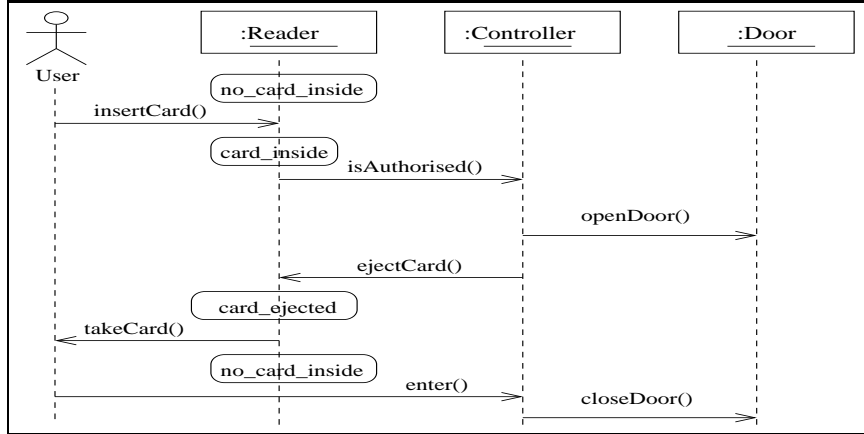 :Reader
:Controller
:Door
User
no_card_inside
insertCard()
card_inside
isAuthorised()
openDoor()
ejectCard()
card_ejected
takeCard()
no_card_inside
enter()
closeDoor()